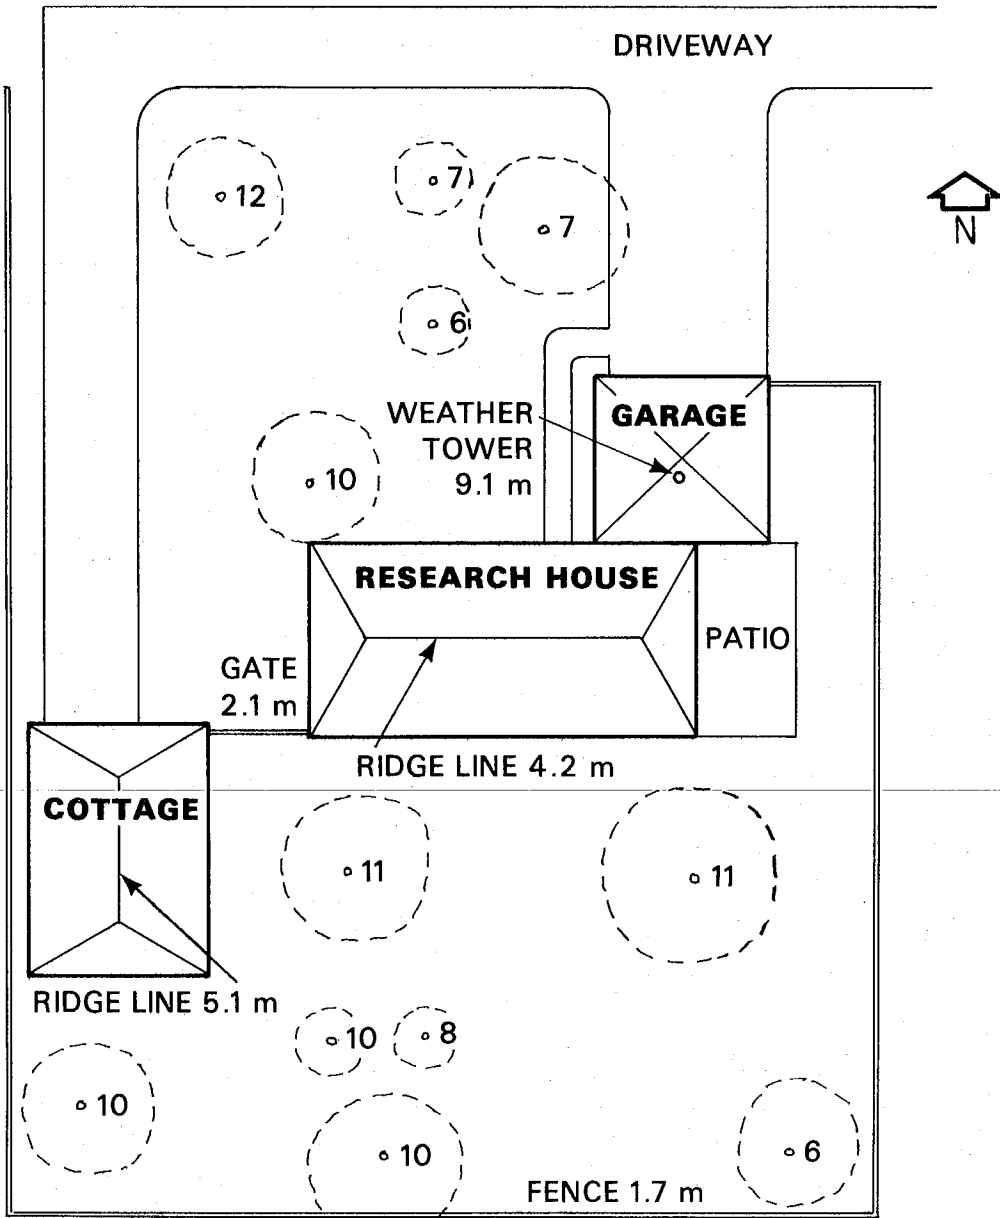 DRIVEWAY
12
7
7
N
6
WEATHER
TOWER
9.1 m
GARAGE
10
RESEARCH HOUSE
PATIO
GATE
2.1 m
RIDGE LINE 4.2 m
COTTAGE
11
11
RIDGE LINE 5.1 m
10
8
10
10
6
FENCE 1.7 m